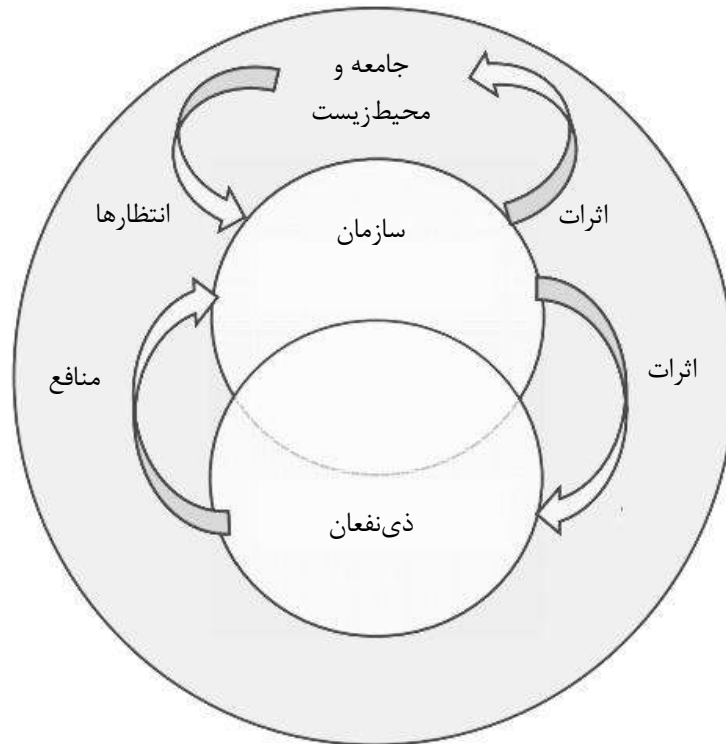 جامعه و
محیط‌زیست
انتظارها
اثرات
سازمان
منافع
اثرات
ذی‌نفعان